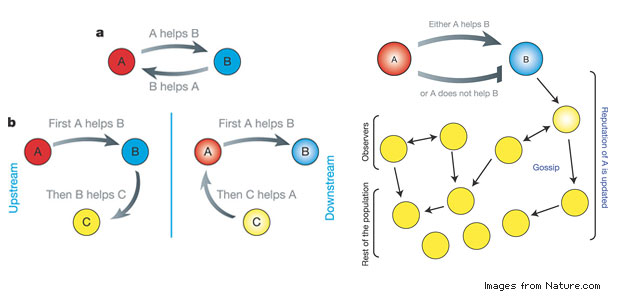 a
A helps B
A
B
B helps A
b
Upstream
First A helps B
A
B
Then B helps C
C
First A helps B
A
B
Then C helps A
C
Downstream
Either A helps B
A
B
or A does not help B
Observers
Gossip
Rest of the population
Reputation of A is updated
Images from Nature.com